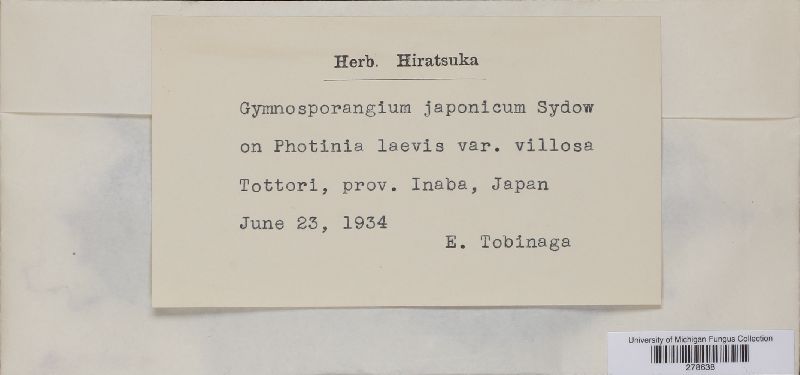 Herb. Hiratsuka
Gymnosporangium japonicum Sydow
on Photinia laevis var. villosa
Tottori, prov. Inaba, Japan
June 23, 1934
E. Tobinaga
University of Michigan Fungus Collection
278638